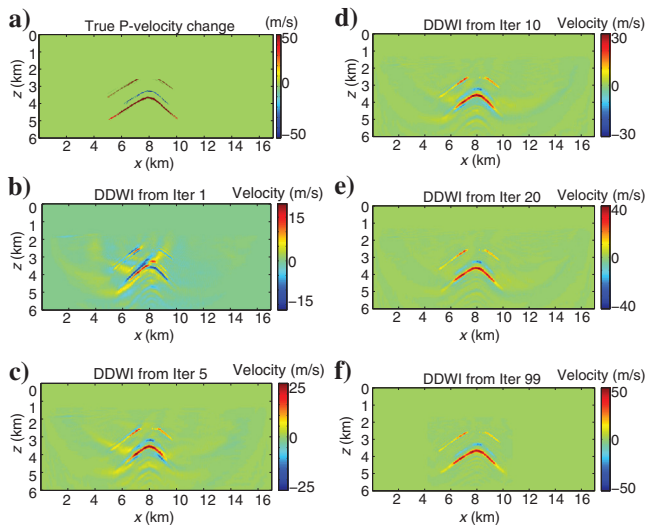 a)
True P-velocity change
(m/s)
50
0
−50
0
1
2
3
4
5
6
z (km)
2 4 6 8 10 12 14 16
x (km)
b)
DDWI from Iter 1
Velocity (m/s)
15
0
−15
0
1
2
3
4
5
6
z (km)
2 4 6 8 10 12 14 16
x (km)
c)
DDWI from Iter 5
Velocity (m/s)
25
0
−25
0
1
2
3
4
5
6
z (km)
2 4 6 8 10 12 14 16
x (km)
d)
DDWI from Iter 10
Velocity (m/s)
30
0
−30
0
1
2
3
4
5
6
z (km)
2 4 6 8 10 12 14 16
x (km)
e)
DDWI from Iter 20
Velocity (m/s)
40
0
−40
0
1
2
3
4
5
6
z (km)
2 4 6 8 10 12 14 16
x (km)
f)
DDWI from Iter 99
Velocity (m/s)
50
0
−50
0
1
2
3
4
5
6
z (km)
2 4 6 8 10 12 14 16
x (km)